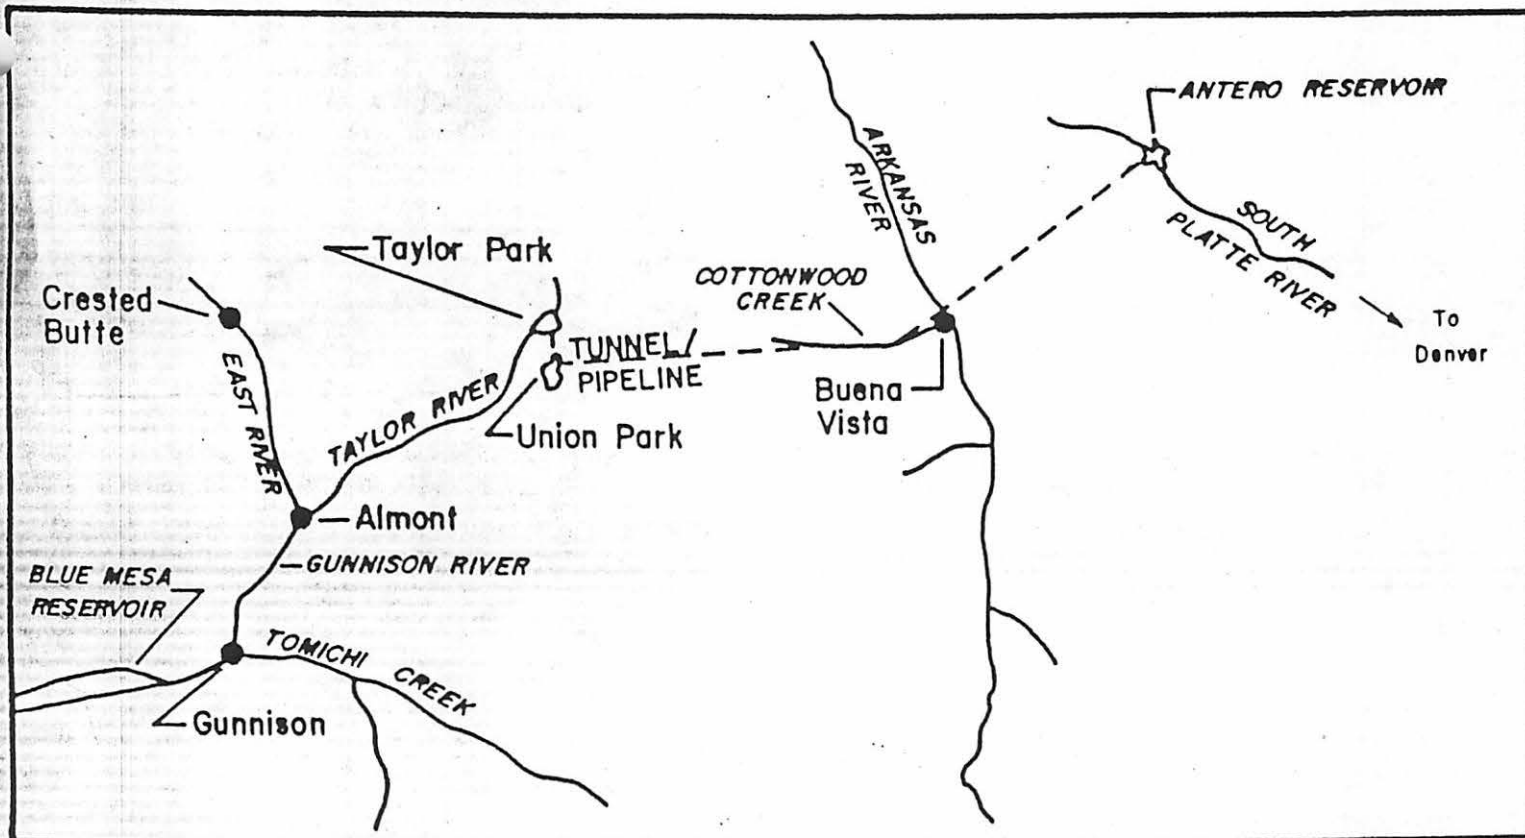 ANTERO RESERVOIR
ARKANSAS
RIVER
SOUTH
PLATTE RIVER
To
Denver
Taylor Park
COTTONWOOD
CREEK
Crested
Butte
TUNNEL/
PIPELINE
EAST RIVER
TAYLOR RIVER
Union Park
Buena
Vista
Almont
GUNNISON RIVER
BLUE MESA
RESERVOIR
TOMICHI CREEK
Gunnison